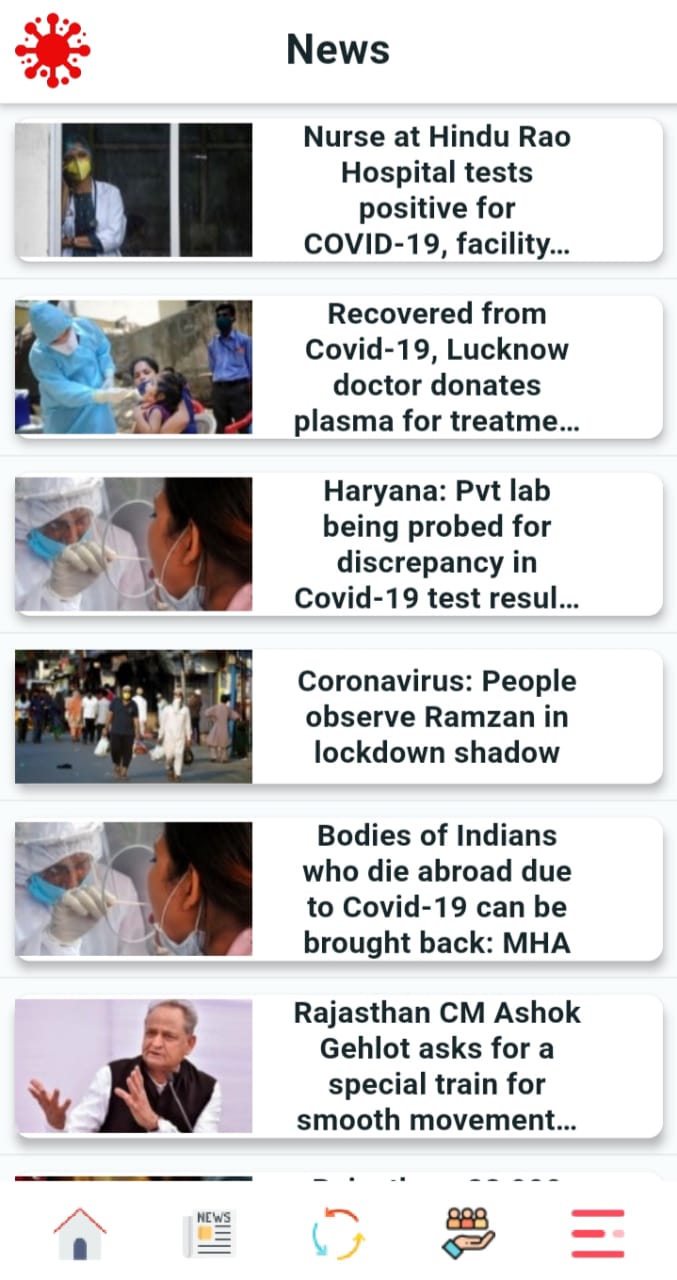 News
Nurse at Hindu Rao
Hospital tests
positive for
COVID-19, facility...
Recovered from
Covid-19, Lucknow
doctor donates
plasma for treatme...
Haryana: Pvt lab
being probed for
discrepancy in
Covid-19 test resul...
Coronavirus: People
observe Ramzan in
lockdown shadow
Bodies of Indians
who die abroad due
to Covid-19 can be
brought back: MHA
Rajasthan CM Ashok
Gehlot asks for a
special train for
smooth movement...
NEWS